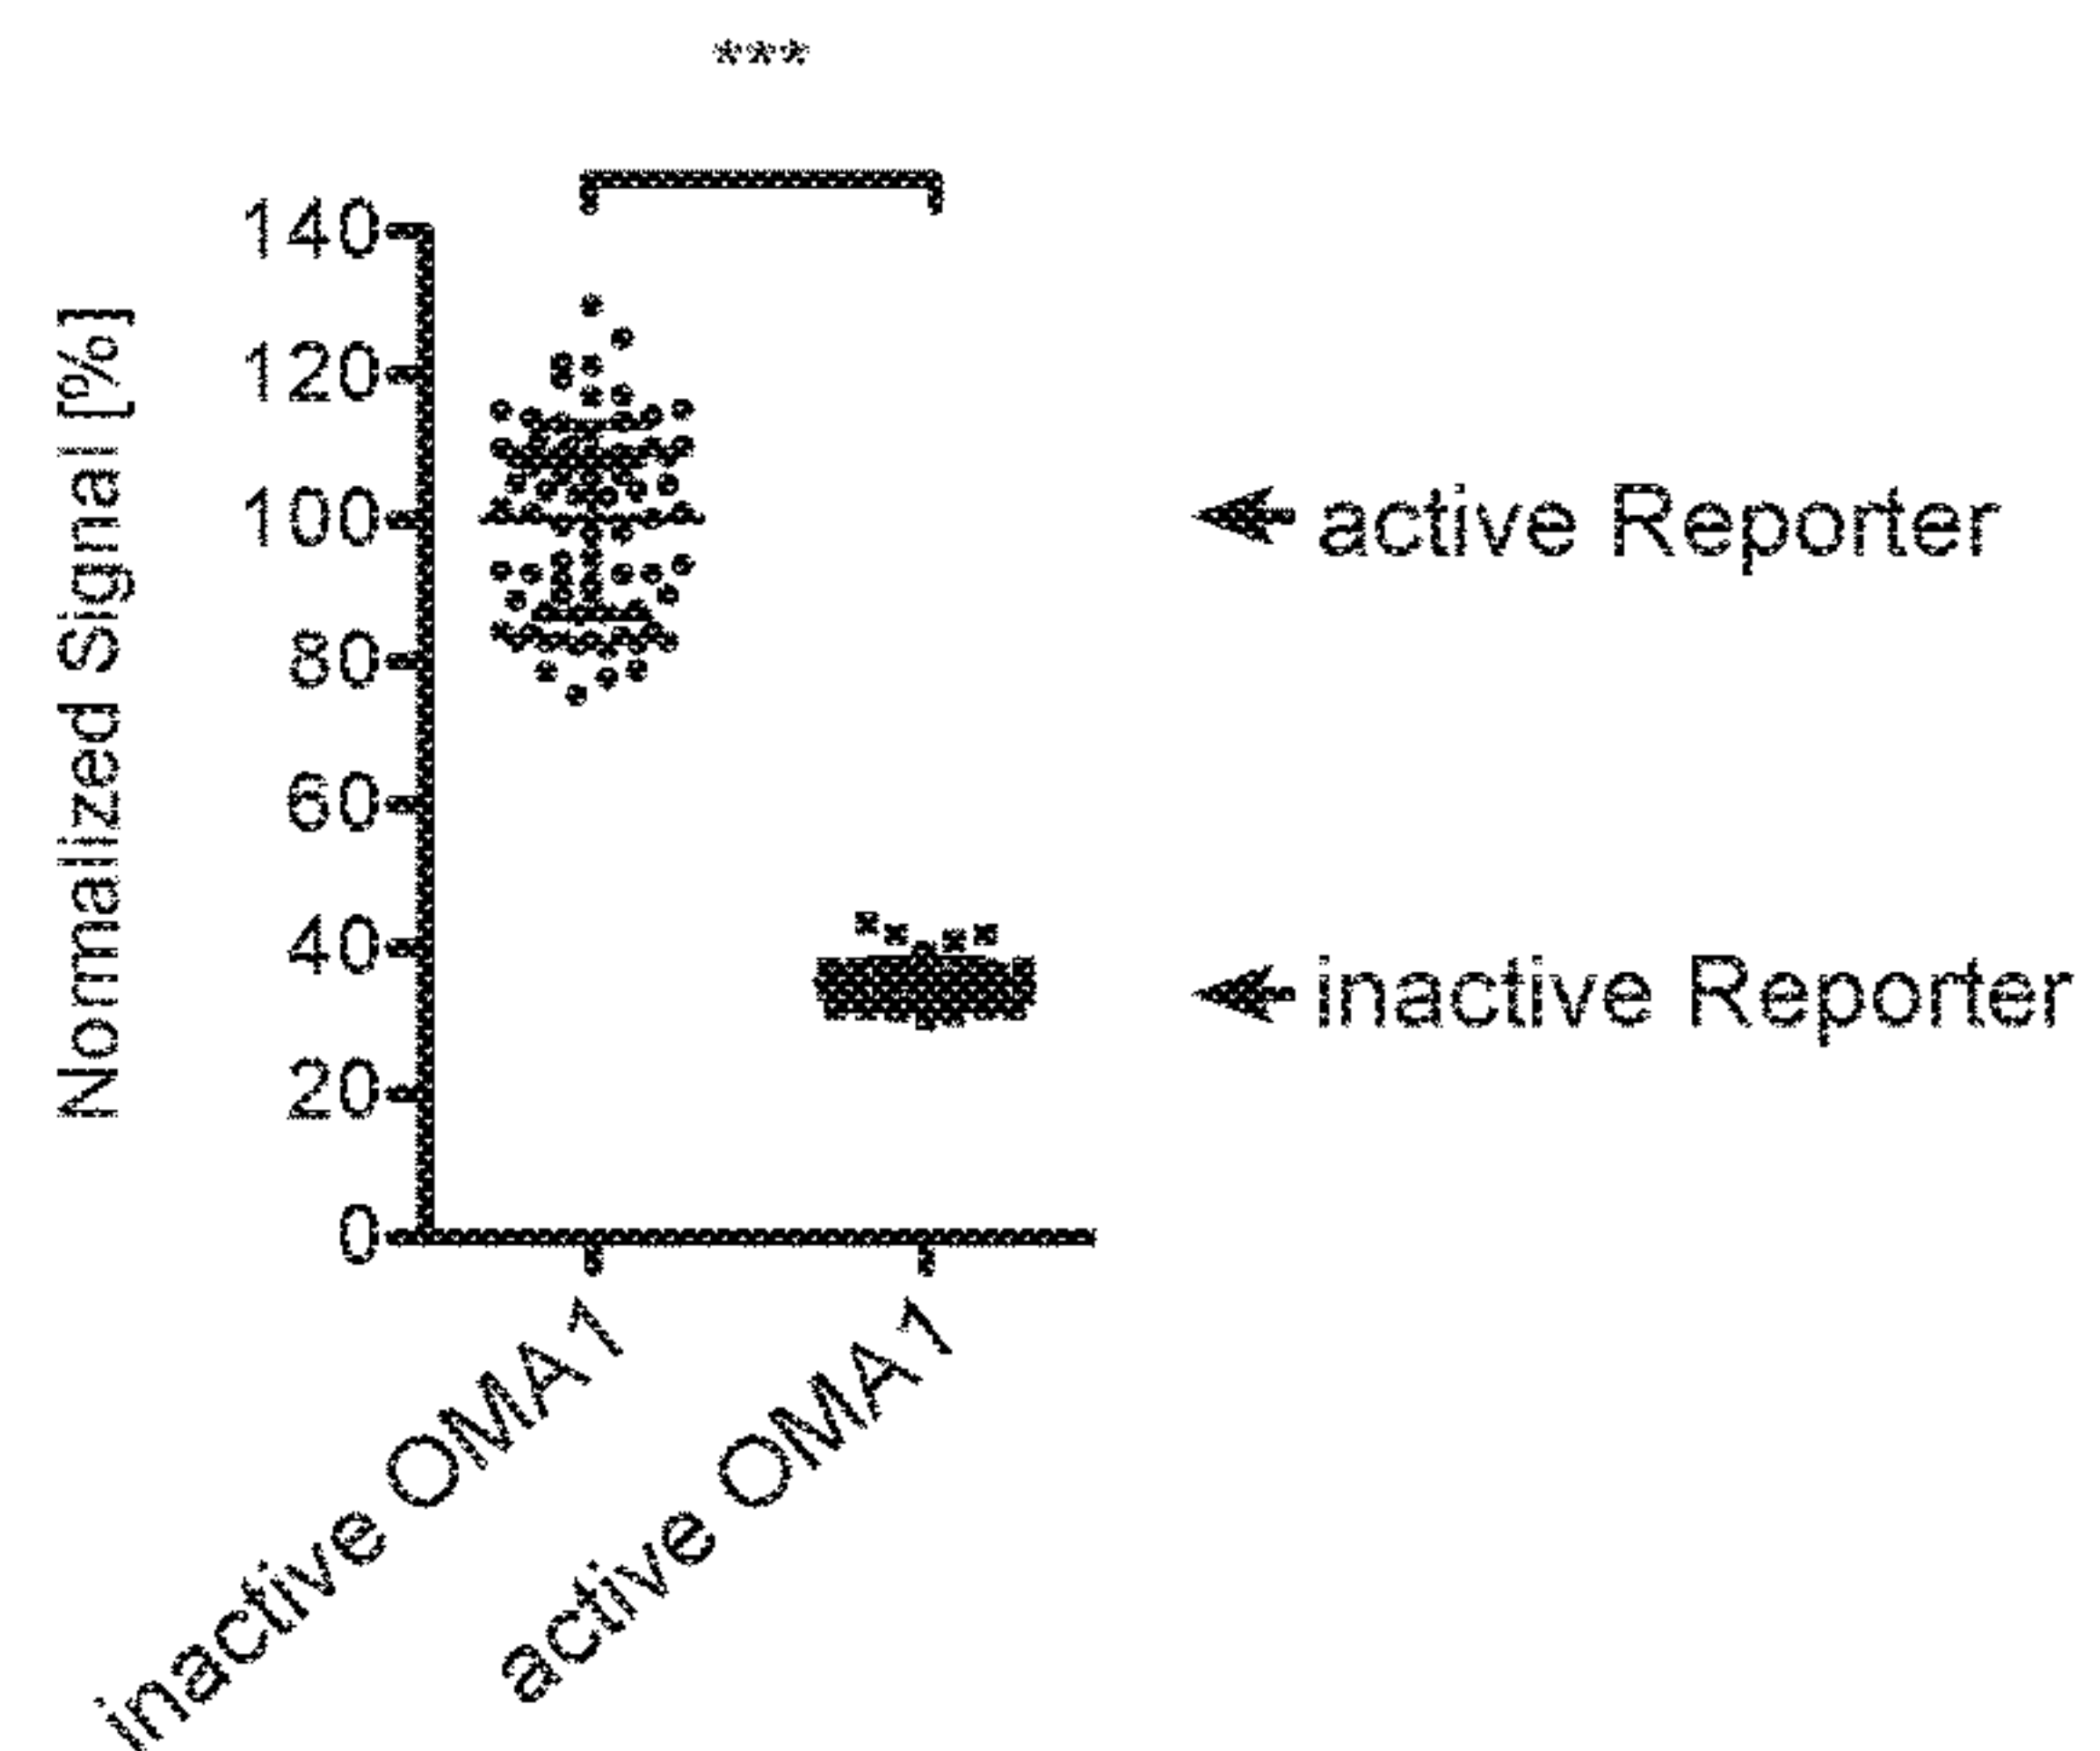 ***
Normalized Signal [%]
140
120
100
80
60
40
20
0
active Reporter
inactive Reporter
inactive OMA1
active OMA1